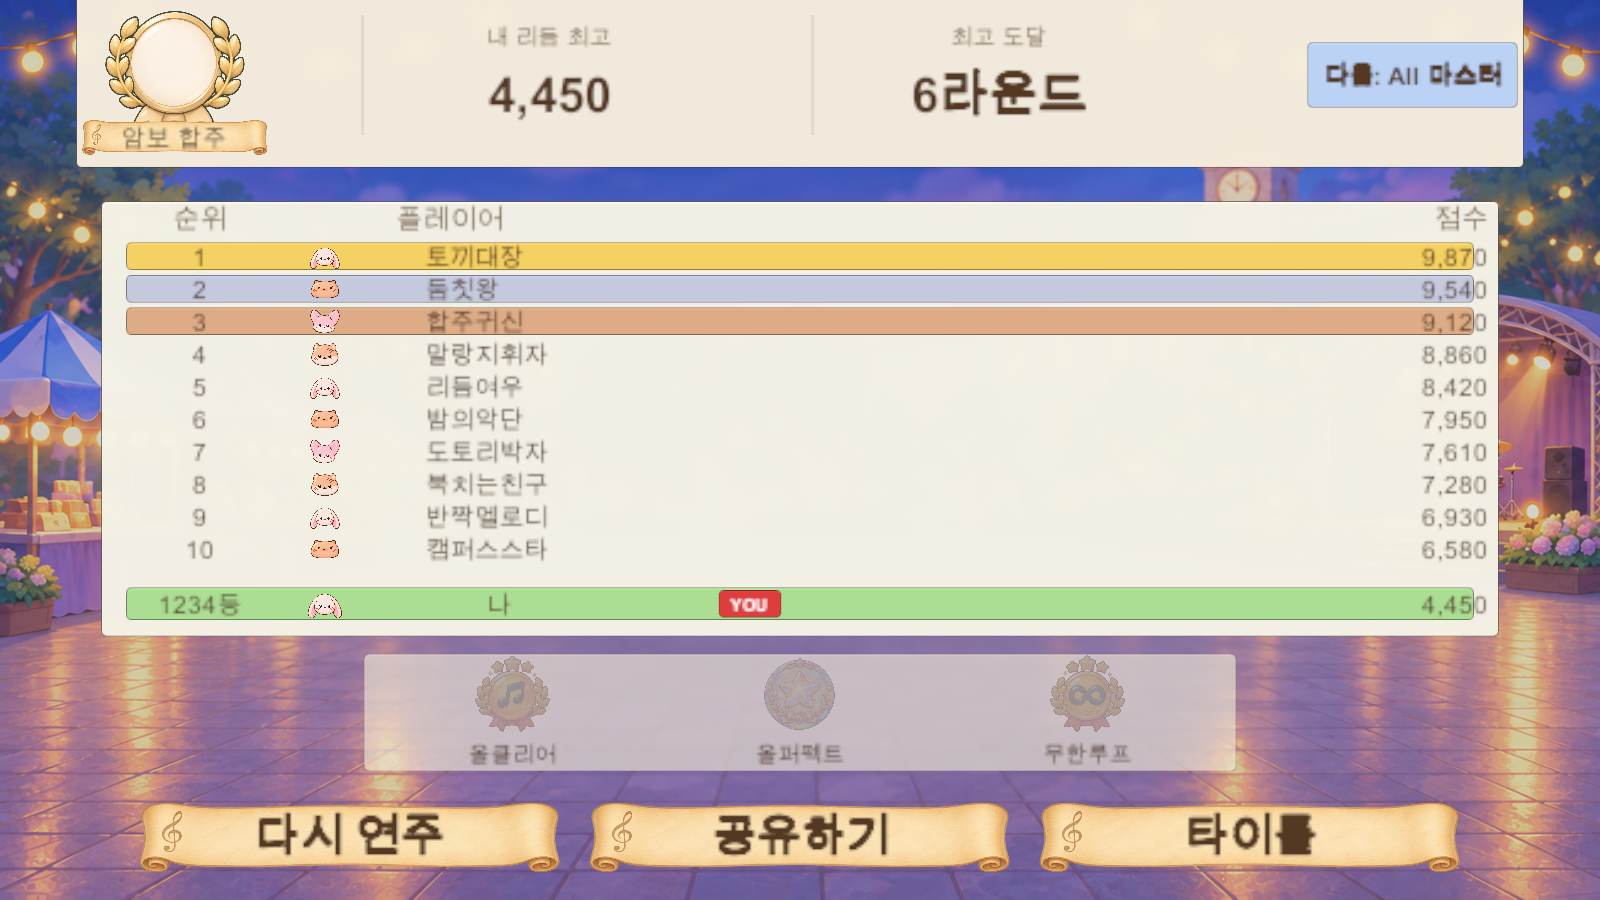 내 리듬 최고
최고 도달
4,450
6라운드
다음: All 마스터
암보 합주
순위 플레이어 점수
1 토끼대장 9,870
2 둠칫왕 9,540
3 합주귀신 9,120
4 말랑지휘자 8,860
5 리듬여우 8,420
6 밤의악단 7,950
7 도토리박자 7,610
8 북치는친구 7,280
9 반짝멜로디 6,930
10 캠퍼스스타 6,580
1234등 나 YOU 4,450
올클리어 올퍼펙트 무한루프
다시 연주 공유하기 타이틀